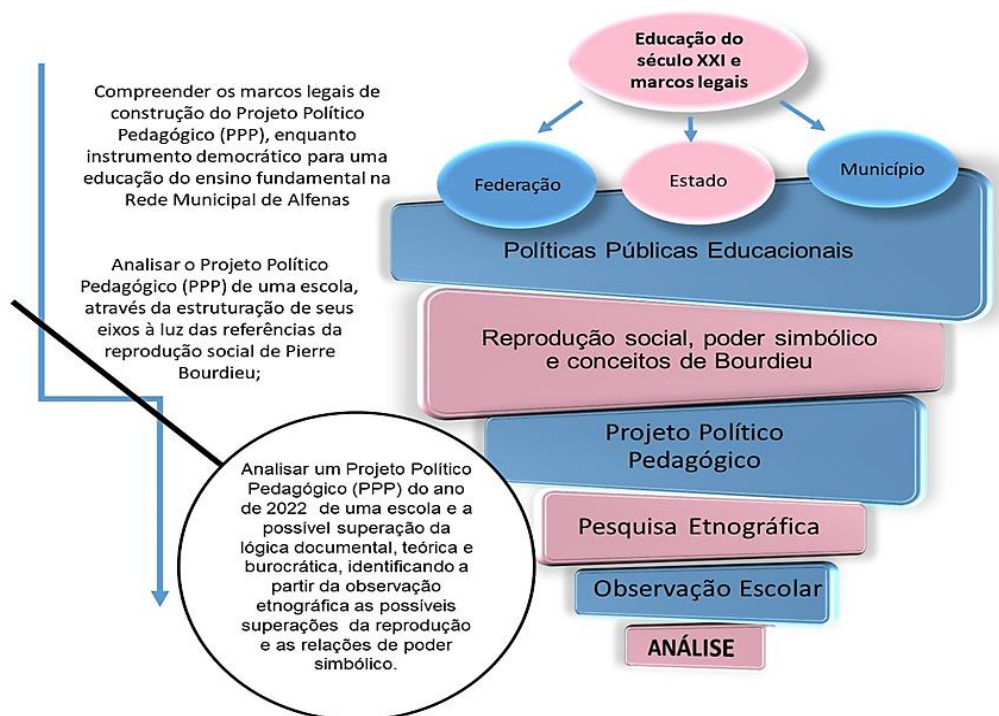 Compreender os marcos legais de
construção do Projeto Político
Pedagógico (PPP), enquanto
instrumento democrático para uma
educação do ensino fundamental na
Rede Municipal de Alfenas
Analisar o Projeto Político
Pedagógico (PPP) de uma escola,
através da estruturação de seus
eixos à luz das referências da
reprodução social de Pierre
Bourdieu;
Analisar um Projeto Político
Pedagógico (PPP) do ano
de 2022 de uma escola e a
possível superação da
lógica documental, teórica e
burocrática, identificando a
partir da observação
etnográfica as possíveis
superações da reprodução
e as relações de poder
simbólico.
Educação do
século XXI e
marcos legais
Federação
Estado
Município
Políticas Públicas Educacionais
Reprodução social, poder simbólico
e conceitos de Bourdieu
Projeto Político
Pedagógico
Pesquisa Etnográfica
Observação Escolar
ANÁLISE